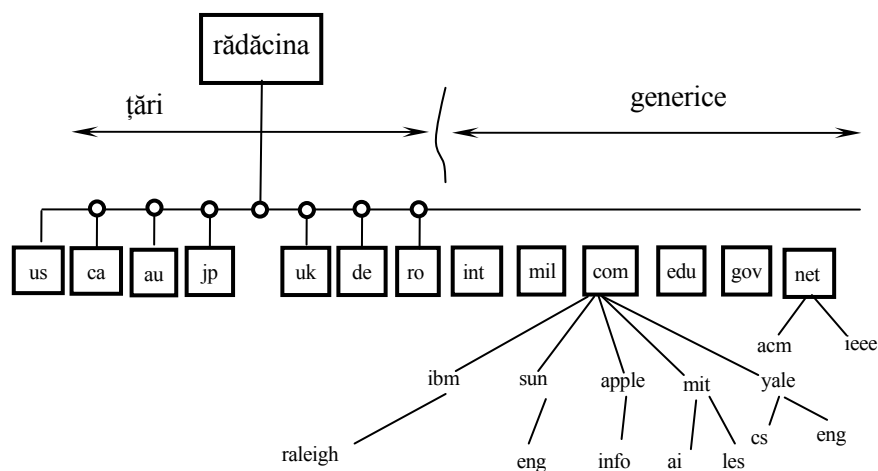 rădăcina
țări
generice
us ca au jp uk de ro int mil com edu gov net
acm ieee
ibm sun apple mit yale
raleigh eng info ai les cs eng